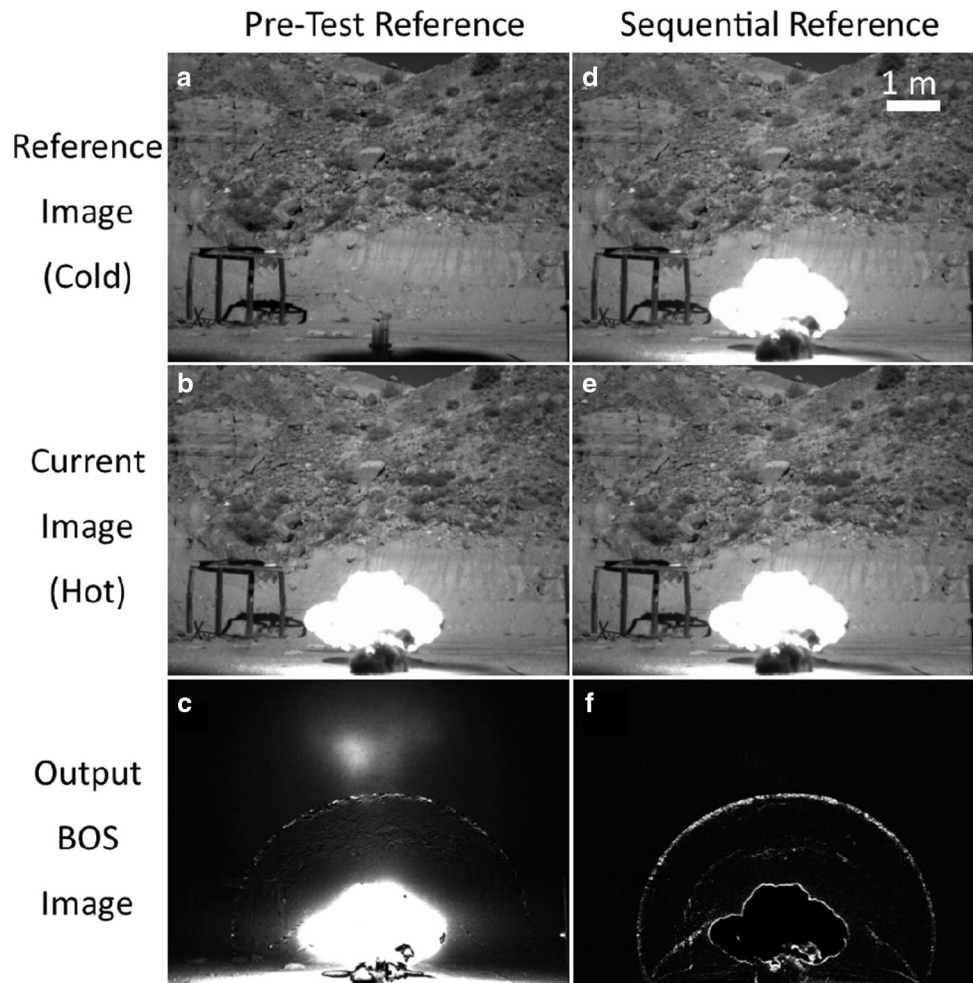 Pre-Test Reference
Sequential Reference
Reference
Image
(Cold)
a
d
1 m
Current
Image
(Hot)
b
e
Output
BOS
Image
c
f